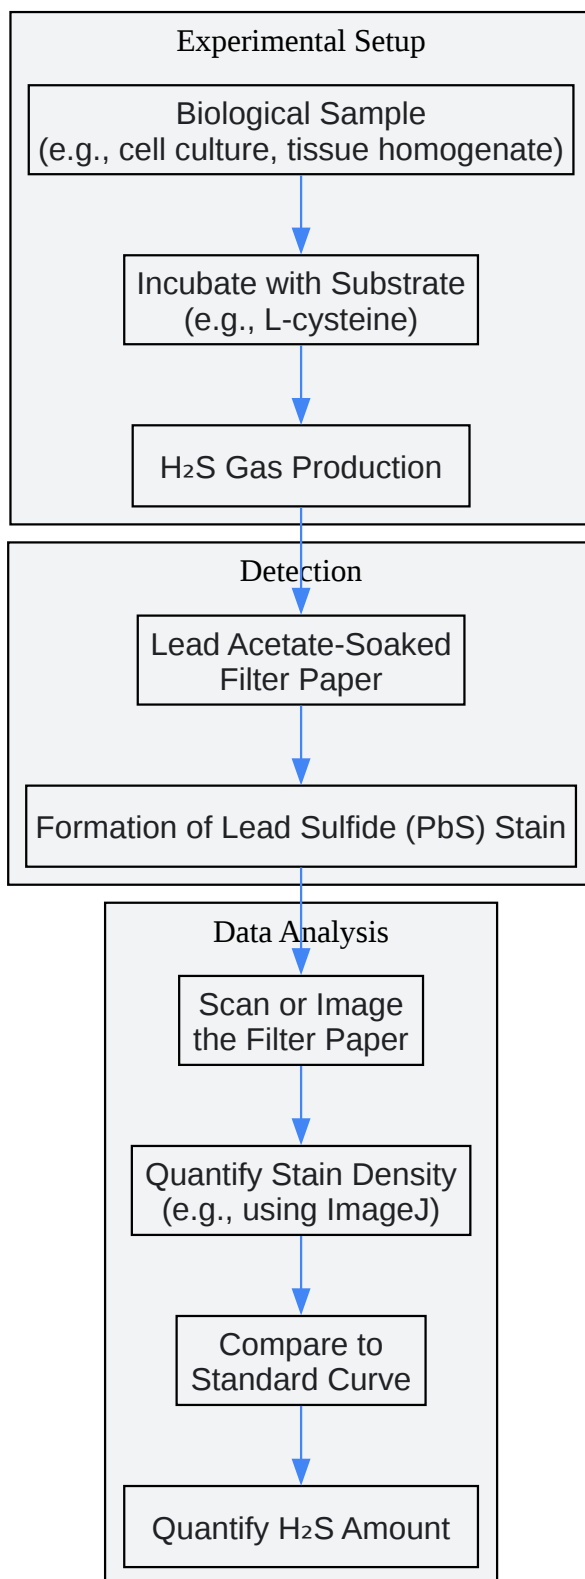 Experimental Setup
Biological Sample
(e.g., cell culture, tissue homogenate)
Incubate with Substrate
(e.g., L-cysteine)
H₂S Gas Production
Detection
Lead Acetate-Soaked
Filter Paper
Formation of Lead Sulfide (PbS) Stain
Data Analysis
Scan or Image
the Filter Paper
Quantify Stain Density
(e.g., using ImageJ)
Compare to
Standard Curve
Quantify H₂S Amount